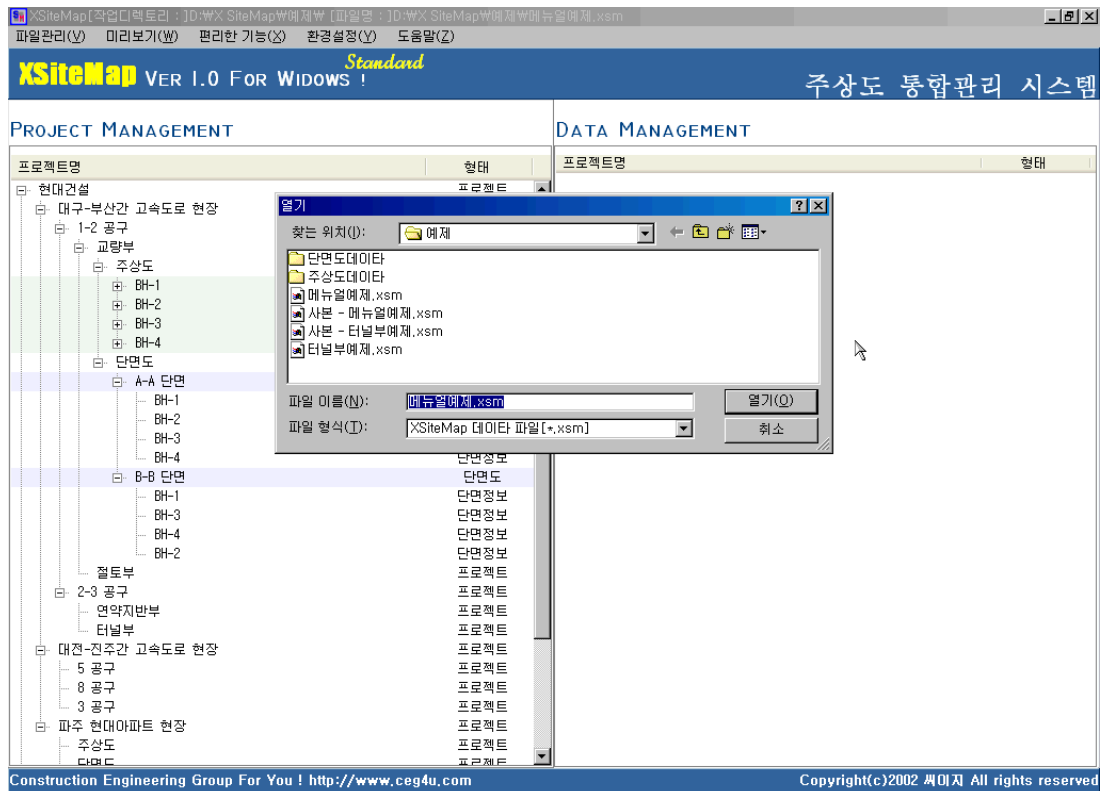 XSiteMap[작업디렉토리 : ]D:₩X SiteMap₩예제₩ [파일명 : ]D:₩X SiteMap₩예제₩메뉴얼예제.xsm
파일관리(V) 미리보기(W) 편리한 기능(X) 환경설정(Y) 도움말(Z)
XSiteMap VER 1.0 FOR WIDOWS !
Standard
주상도 통합관리 시스템
PROJECT MANAGEMENT
프로젝트명 형태
현대건설 프로젝트
대구-부산간 고속도로 현장
1-2 공구
교량부
주상도
BH-1
BH-2
BH-3
BH-4
단면도
A-A 단면
BH-1
BH-2
BH-3
BH-4 단면정보
B-B 단면 단면도
BH-1 단면정보
BH-3 단면정보
BH-4 단면정보
BH-2 단면정보
절토부 프로젝트
2-3 공구 프로젝트
연약지반부 프로젝트
터널부 프로젝트
대전-진주간 고속도로 현장 프로젝트
5 공구 프로젝트
8 공구 프로젝트
3 공구 프로젝트
파주 현대아파트 현장 프로젝트
주상도 프로젝트
단면도 프로젝트
DATA MANAGEMENT
프로젝트명 형태
열기
찾는 위치(I): 예제
단면도데이타
주상도데이타
메뉴얼예제.xsm
사본 - 메뉴얼예제.xsm
사본 - 터널부예제.xsm
터널부예제.xsm
파일 이름(N): 메뉴얼예제.xsm 열기(O)
파일 형식(T): XSiteMap 데이타 파일[*.xsm] 취소
Construction Engineering Group For You ! http://www.ceg4u.com
Copyright(c)2002 씨이지 All rights reserved